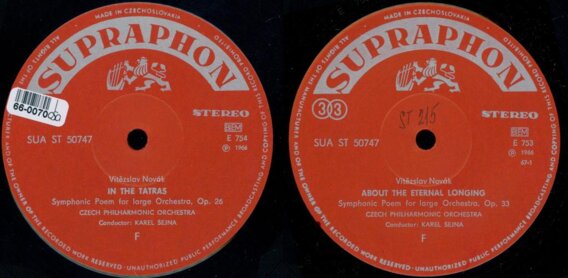 MADE IN CZECHOSLOVAKIA
SUPRAPHON
66-00700
STEREO
SUA ST 50747
BIEM
E 754
Ⓟ 1966
Vítězslav Novák
IN THE TATRAS
Symphonic Poem for large Orchestra, Op. 26
CZECH PHILHARMONIC ORCHESTRA
Conductor: KAREL ŠEJNA
F
ALL RIGHTS OF THE MANUFACTURER AND OF THE OWNER OF THE RECORDED WORK RESERVED · UNAUTHORIZED PUBLIC PERFORMANCE BROADCASTING AND COPYING OF THIS RECORD PROHIBITED
MADE IN CZECHOSLOVAKIA
SUPRAPHON
33
ST 215
STEREO
SUA ST 50747
BIEM
E 753
Ⓟ 1966
67-1
Vítězslav Novák
ABOUT THE ETERNAL LONGING
Symphonic Poem for large Orchestra, Op. 33
CZECH PHILHARMONIC ORCHESTRA
Conductor: KAREL ŠEJNA
F
ALL RIGHTS OF THE MANUFACTURER AND OF THE OWNER OF THE RECORDED WORK RESERVED · UNAUTHORIZED PUBLIC PERFORMANCE BROADCASTING AND COPYING OF THIS RECORD PROHIBITED